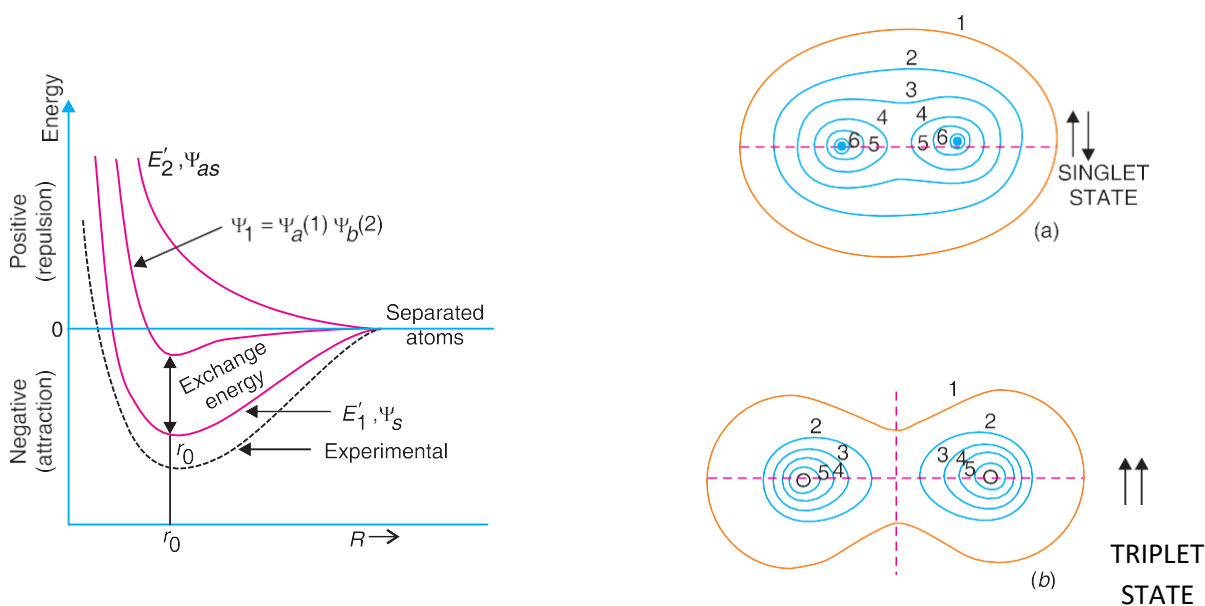 Energy
Positive
(repulsion)
Negative
(attraction)
0
E′₂ , Ψas
Ψ₁ = Ψa(1) Ψb(2)
Separated
atoms
Exchange
energy
E′₁ , Ψs
Experimental
r₀
r₀
R →
1
2
3
4 4
6 5 5 6
↑↓
SINGLET
STATE
(a)
1
2 2
3 3 4
5 4 5
↑↑
TRIPLET
STATE
(b)